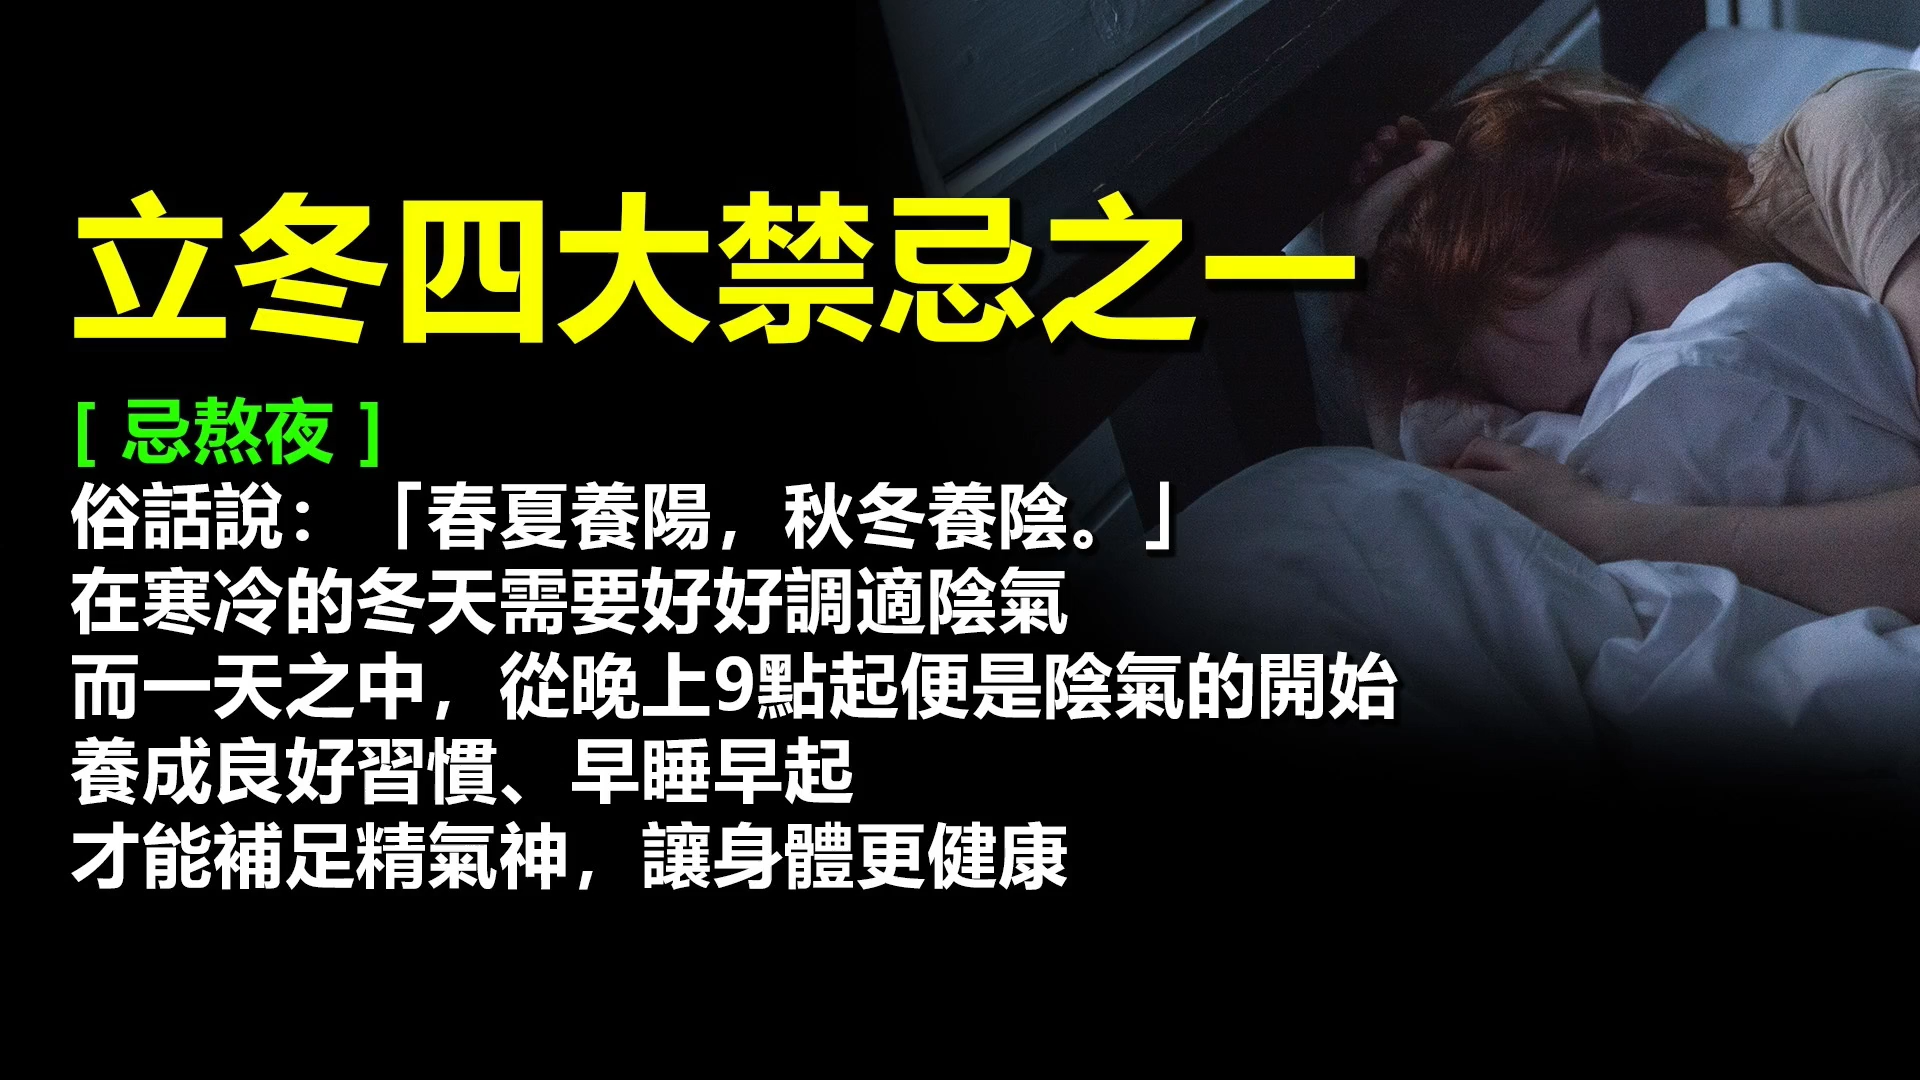 立冬四大禁忌之一
[ 忌熬夜 ]
俗話說：「春夏養陽，秋冬養陰。」
在寒冷的冬天需要好好調適陰氣
而一天之中，從晚上9點起便是陰氣的開始
養成良好習慣、早睡早起
才能補足精氣神，讓身體更健康